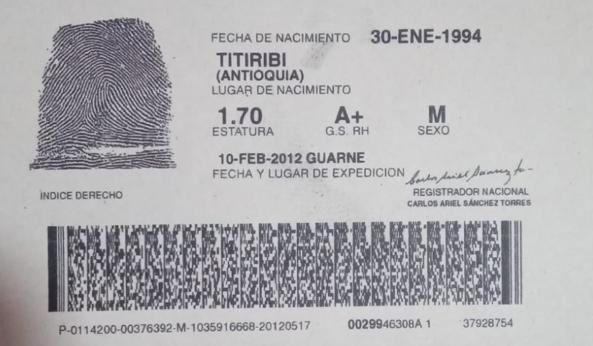 FECHA DE NACIMIENTO 30-ENE-1994
TITIRIBI
(ANTIOQUIA)
LUGAR DE NACIMIENTO
1.70 A+ M
ESTATURA G.S. RH SEXO
10-FEB-2012 GUARNE
FECHA Y LUGAR DE EXPEDICION
INDICE DERECHO
REGISTRADOR NACIONAL
CARLOS ARIEL SÁNCHEZ TORRES
P-0114200-00376392-M-1035916668-20120517 0029946308A 1 37928754